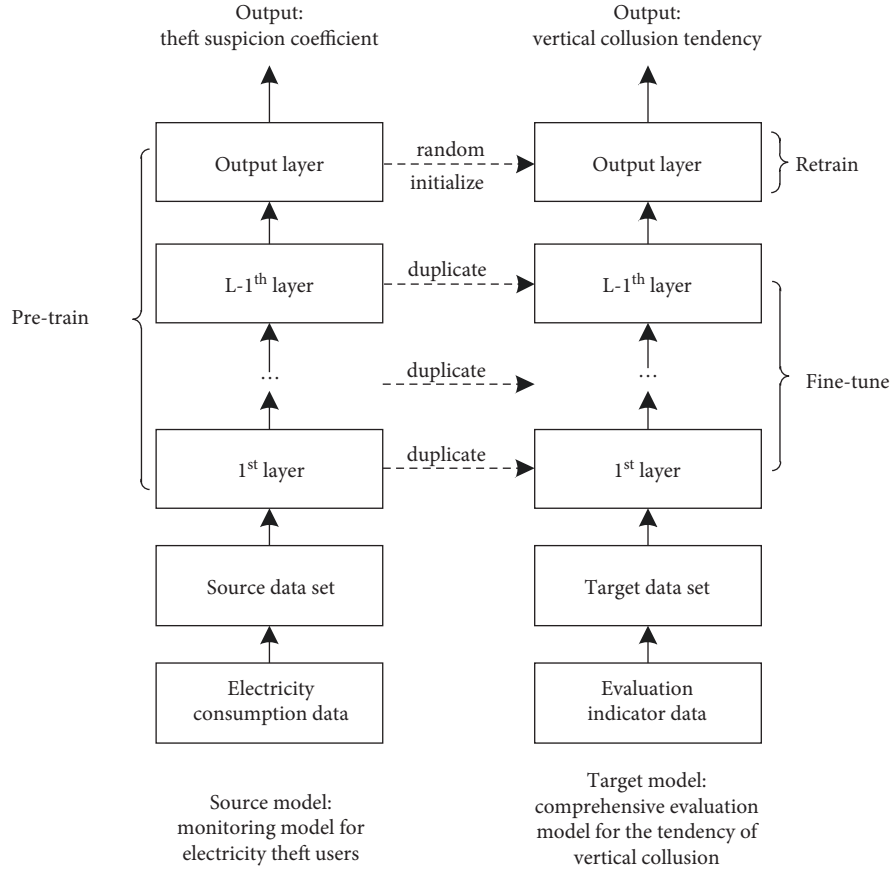 Output:
theft suspicion coefficient
Output:
vertical collusion tendency
Output layer
random
initialize
Output layer
Retrain
L-1th layer
duplicate
L-1th layer
Pre-train
...
duplicate
...
Fine-tune
1st layer
duplicate
1st layer
Source data set
Target data set
Electricity
consumption data
Evaluation
indicator data
Source model:
monitoring model for
electricity theft users
Target model:
comprehensive evaluation
model for the tendency of
vertical collusion